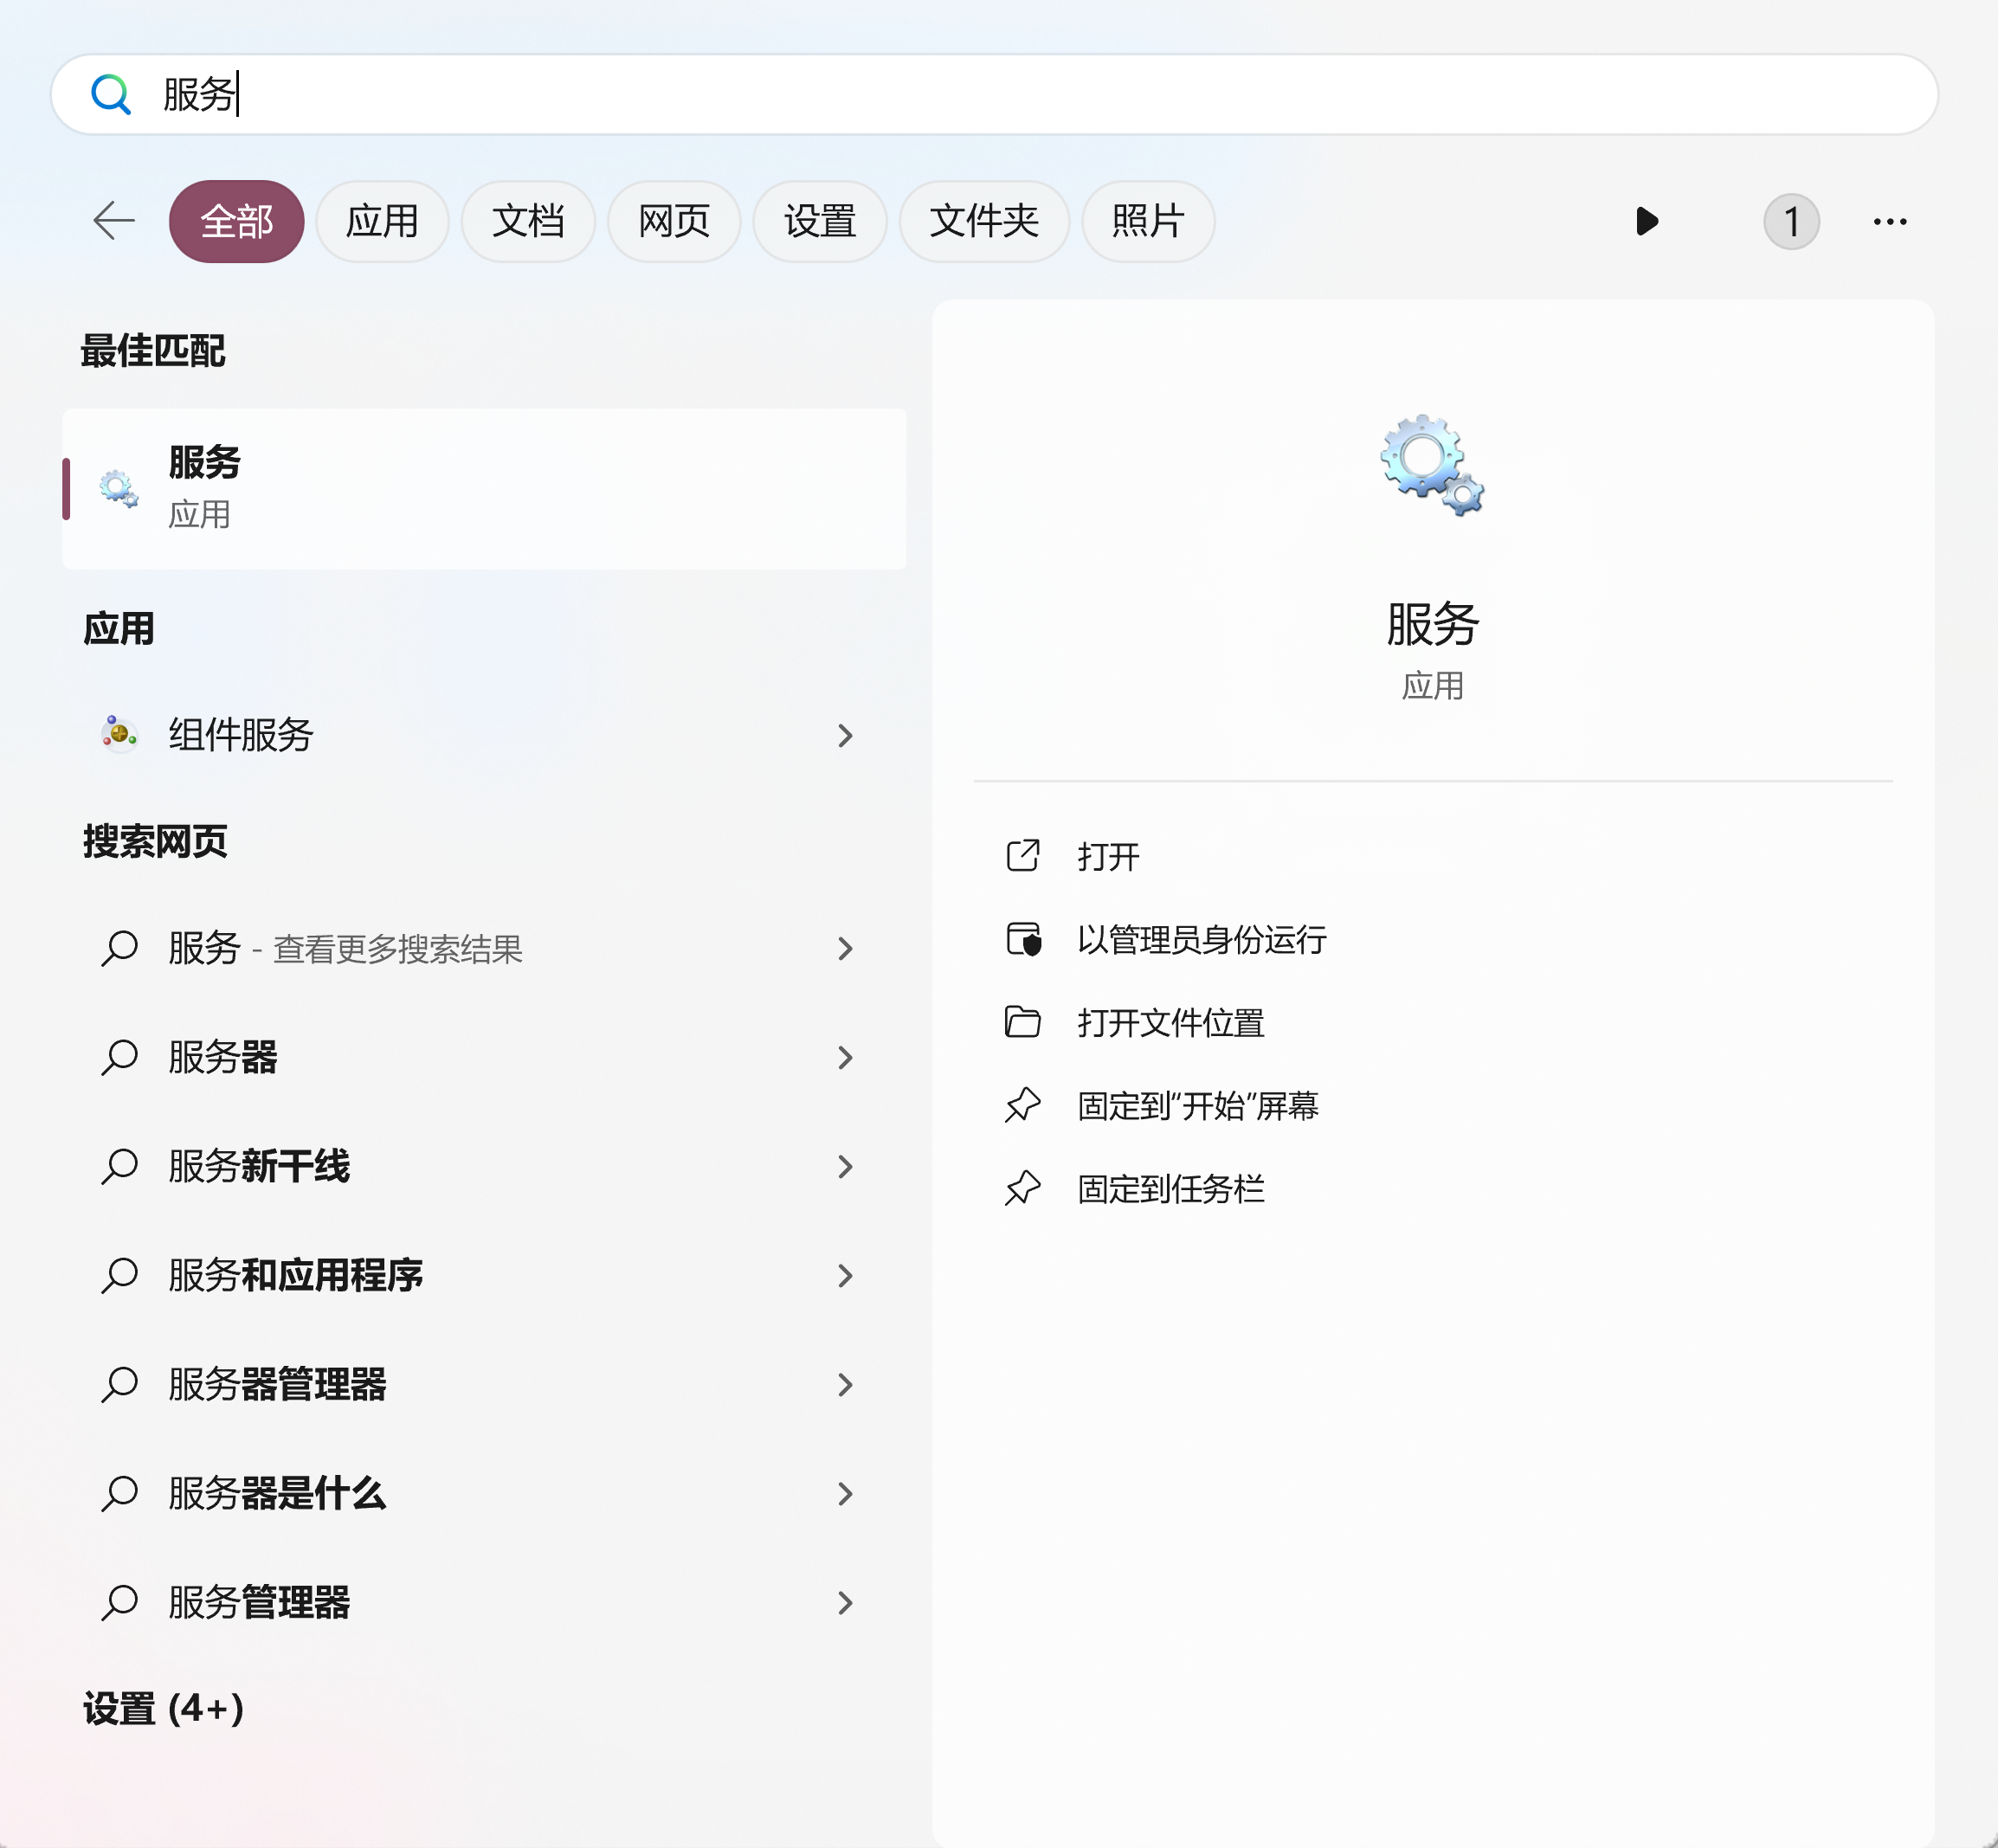 服务
全部 应用 文档 网页 设置 文件夹 照片 1
最佳匹配
服务
应用
应用
组件服务
搜索网页
服务 - 查看更多搜索结果
服务器
服务新干线
服务和应用程序
服务器管理器
服务器是什么
服务管理器
设置 (4+)
服务
应用
打开
以管理员身份运行
打开文件位置
固定到"开始"屏幕
固定到任务栏